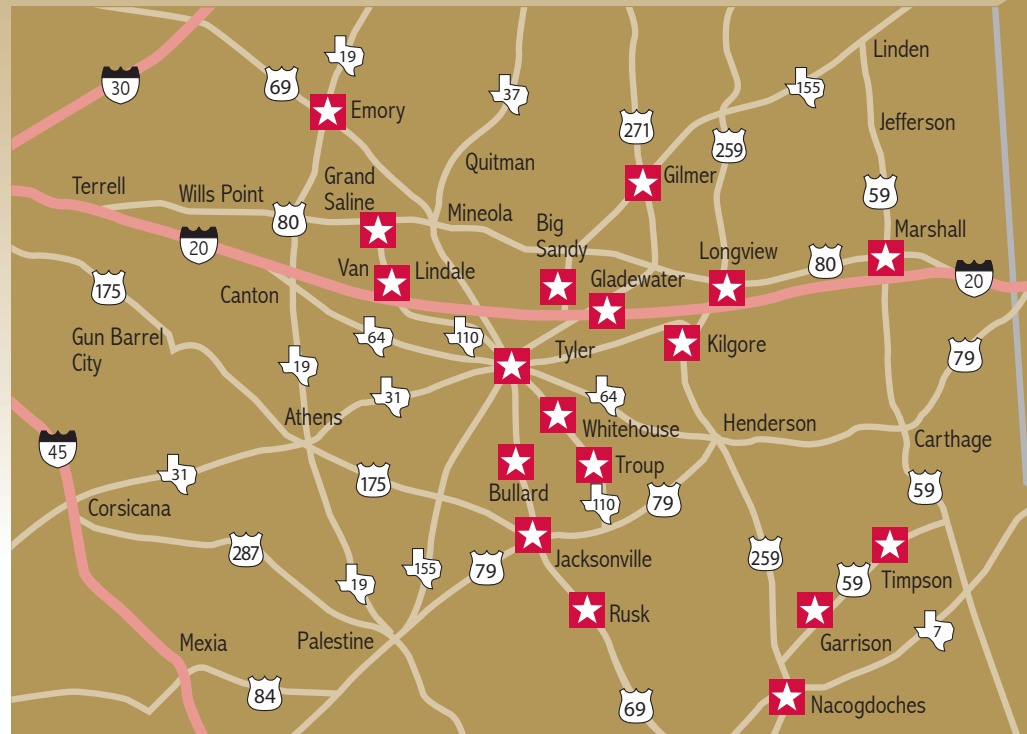 19
30
69
37
155
Linden
Emory
271
Jefferson
259
Quitman
Gilmer
59
Terrell
Wills Point
Grand
Saline
80
Mineola
Big
Sandy
Longview
Marshall
20
Van
Lindale
Gladewater
80
20
175
Canton
Gun Barrel
City
64
110
Tyler
Kilgore
79
19
31
64
Athens
Whitehouse
Henderson
Carthage
45
31
175
Bullard
Troup
110
79
59
Corsicana
287
155
79
Jacksonville
259
59
Timpson
19
Rusk
Garrison
7
Mexia
Palestine
84
69
Nacogdoches